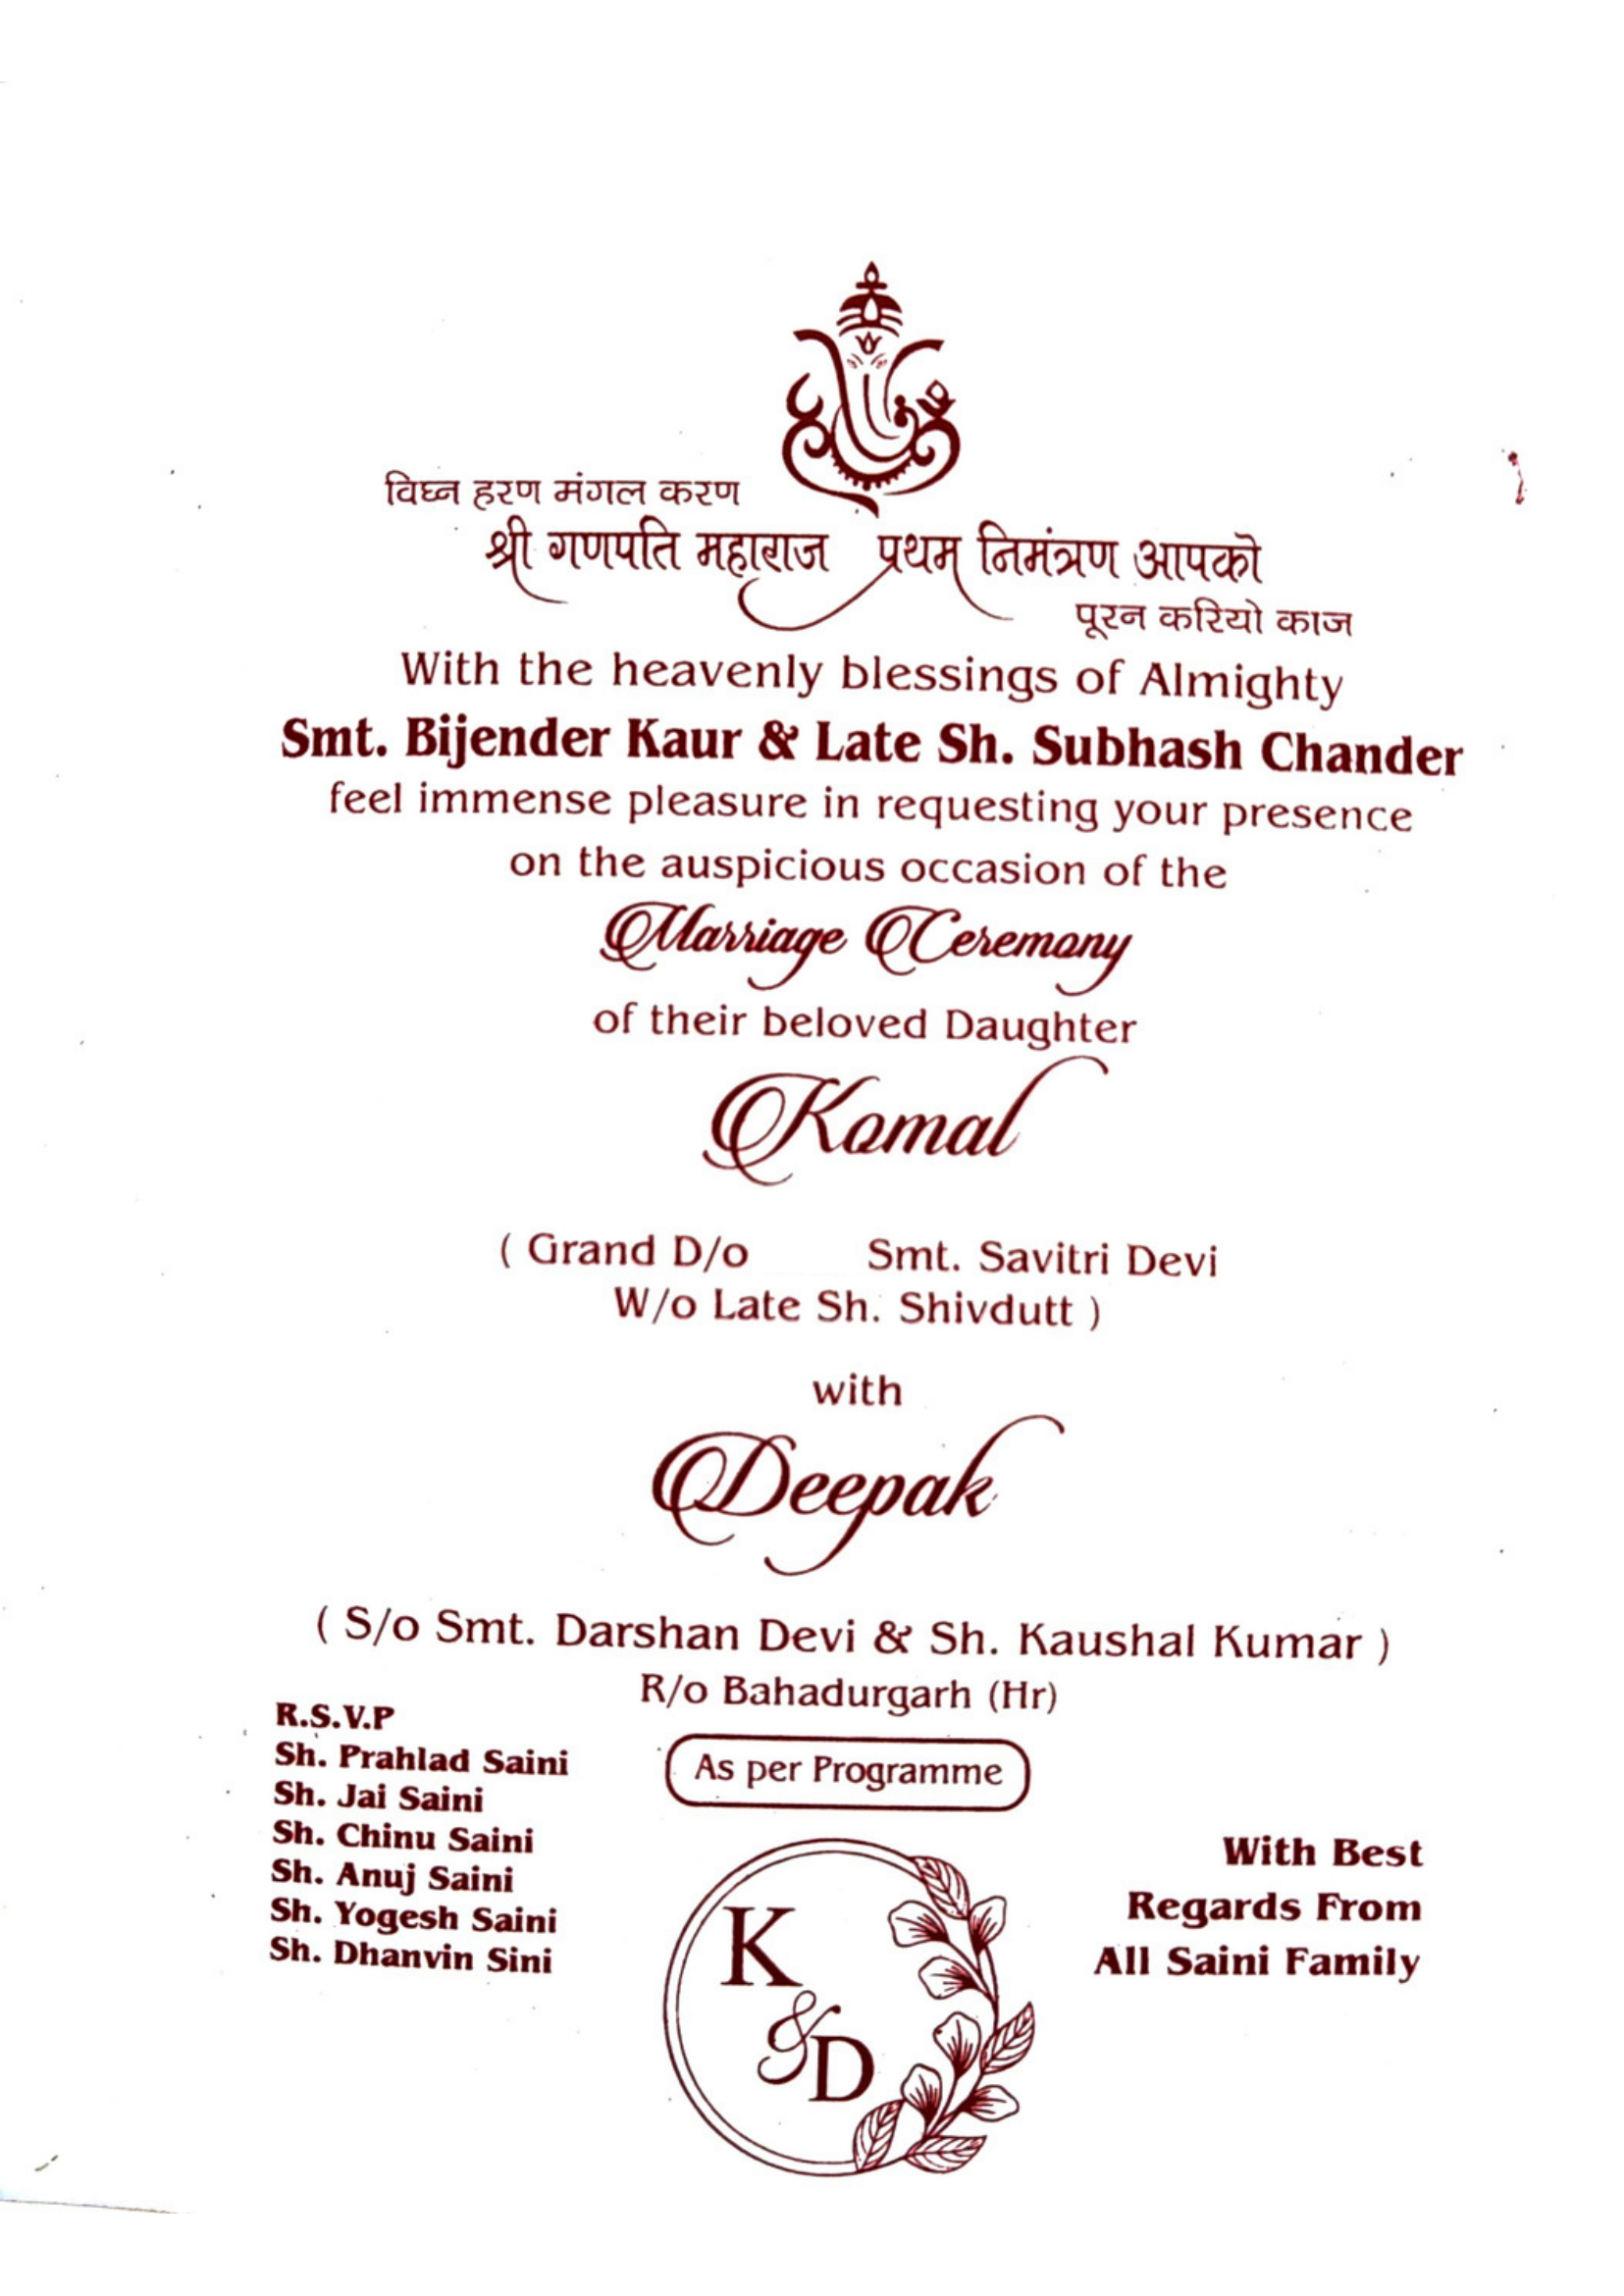 विघ्न हरण मंगल करण
श्री गणपति महाराज प्रथम निमंत्रण आपको
पूरन करियो काज
With the heavenly blessings of Almighty
Smt. Bijender Kaur & Late Sh. Subhash Chander
feel immense pleasure in requesting your presence
on the auspicious occasion of the
Marriage Ceremony
of their beloved Daughter
Komal
( Grand D/o Smt. Savitri Devi
W/o Late Sh. Shivdutt )
with
Deepak
( S/o Smt. Darshan Devi & Sh. Kaushal Kumar )
R/o Bahadurgarh (Hr)
R.S.V.P
Sh. Prahlad Saini
Sh. Jai Saini
Sh. Chinu Saini
Sh. Anuj Saini
Sh. Yogesh Saini
Sh. Dhanvin Sini
As per Programme
K
&
D
With Best
Regards From
All Saini Family